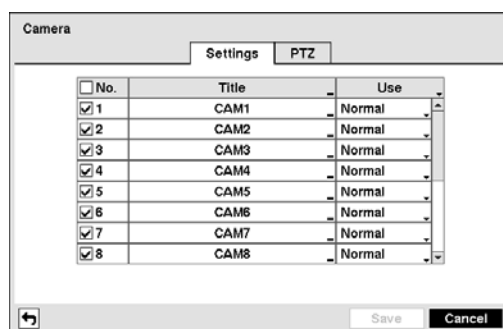 Camera
Settings PTZ
No. Title Use
1 CAM1 Normal
2 CAM2 Normal
3 CAM3 Normal
4 CAM4 Normal
5 CAM5 Normal
6 CAM6 Normal
7 CAM7 Normal
8 CAM8 Normal
Save Cancel